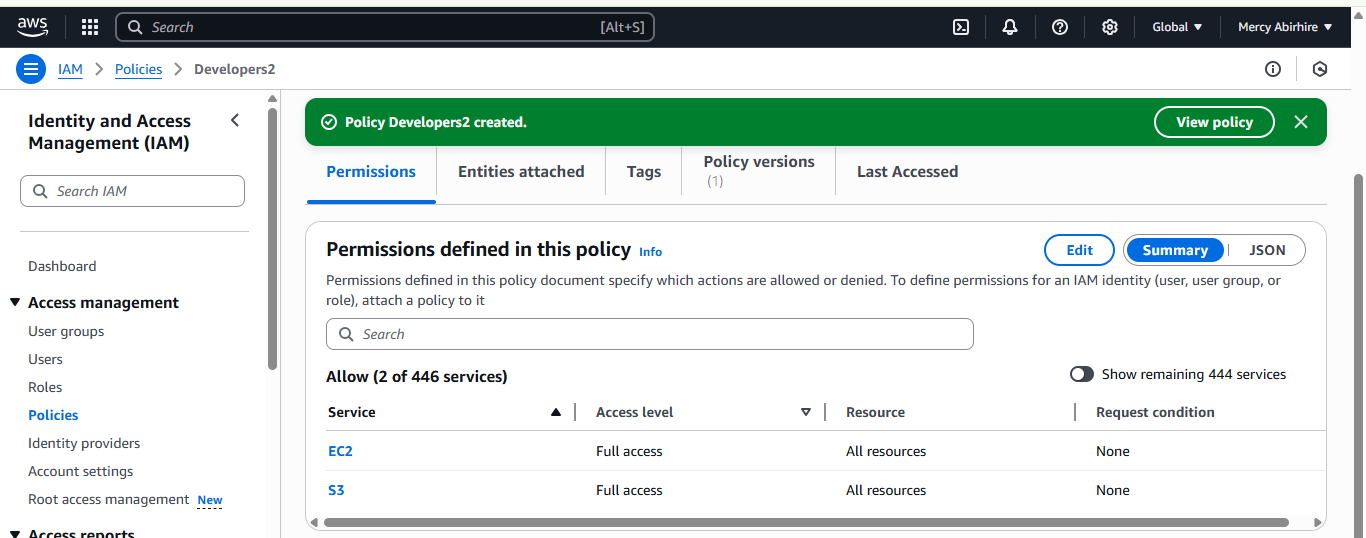 aws
Search [Alt+S]
Global
Mercy Abirhire
IAM
Policies
Developers2
Identity and Access
Management (IAM)
Search IAM
Dashboard
Access management
User groups
Users
Roles
Policies
Identity providers
Account settings
Root access management New
Access reports
Policy Developers2 created.
View policy
Permissions
Entities attached
Tags
Policy versions
(1)
Last Accessed
Permissions defined in this policy Info
Edit
Summary
JSON
Permissions defined in this policy document specify which actions are allowed or denied. To define permissions for an IAM identity (user, user group, or
role), attach a policy to it
Search
Allow (2 of 446 services)
Show remaining 444 services
Service Access level Resource Request condition
EC2 Full access All resources None
S3 Full access All resources None